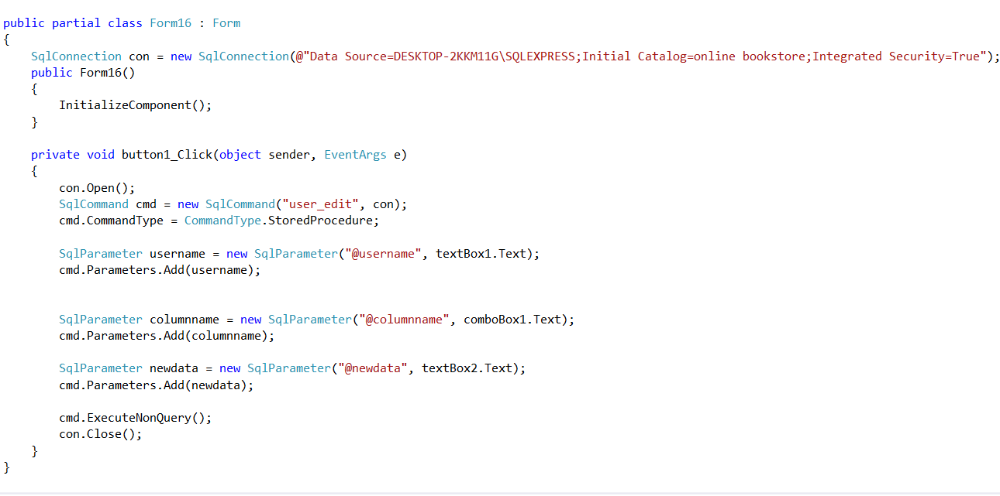 public partial class Form16 : Form
{
    SqlConnection con = new SqlConnection(@"Data Source=DESKTOP-2KKM11G\SQLEXPRESS;Initial Catalog=online bookstore;Integrated Security=True");
    public Form16()
    {
        InitializeComponent();
    }

    private void button1_Click(object sender, EventArgs e)
    {
        con.Open();
        SqlCommand cmd = new SqlCommand("user_edit", con);
        cmd.CommandType = CommandType.StoredProcedure;

        SqlParameter username = new SqlParameter("@username", textBox1.Text);
        cmd.Parameters.Add(username);


        SqlParameter columnname = new SqlParameter("@columnname", comboBox1.Text);
        cmd.Parameters.Add(columnname);

        SqlParameter newdata = new SqlParameter("@newdata", textBox2.Text);
        cmd.Parameters.Add(newdata);

        cmd.ExecuteNonQuery();
        con.Close();
    }
}